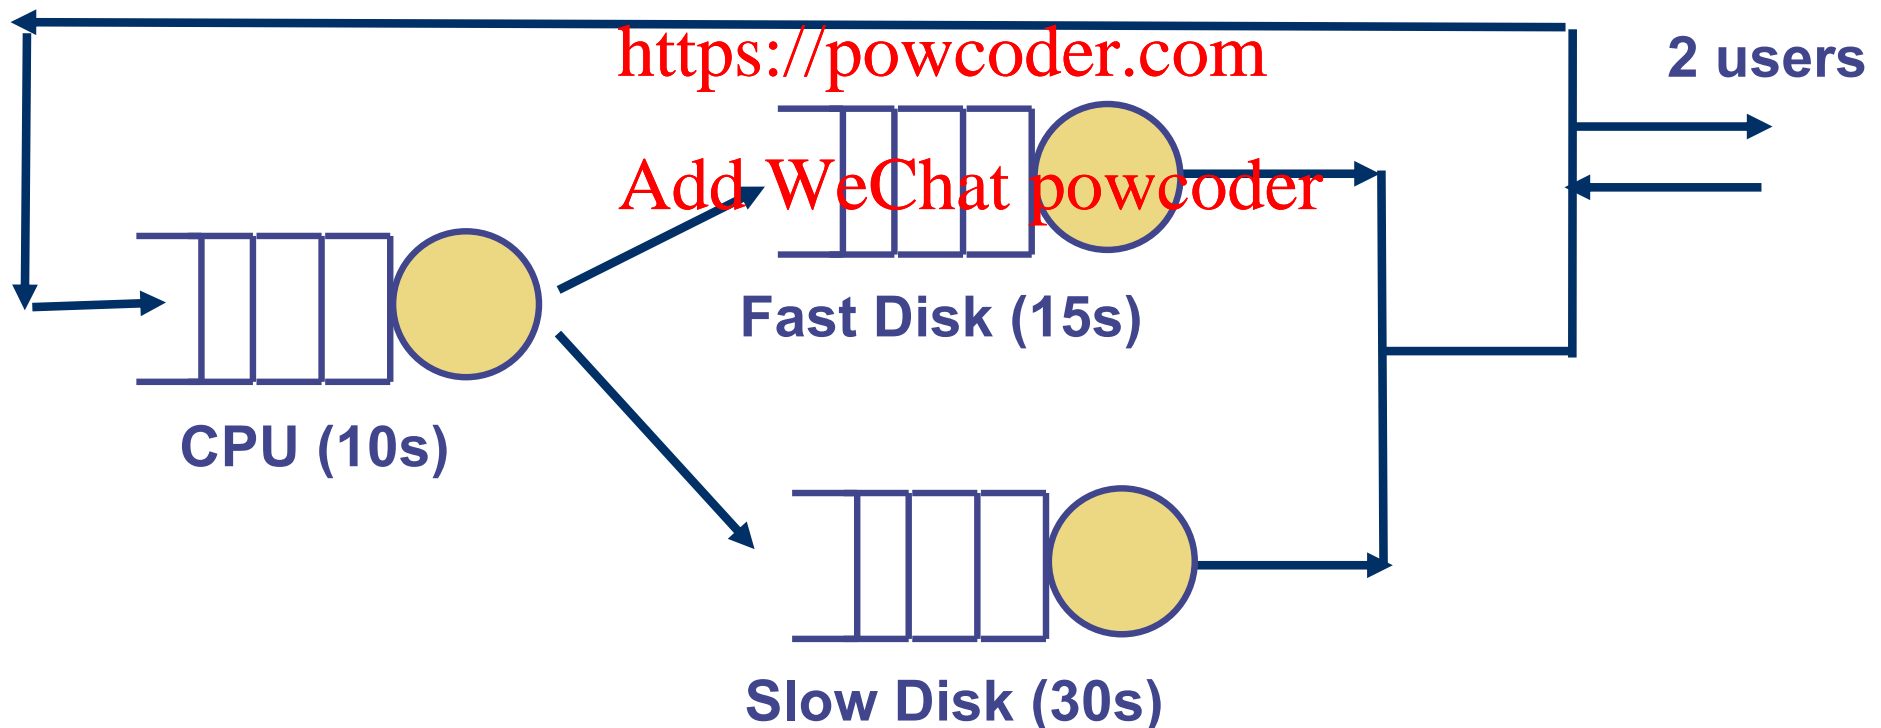 https://powcoder.com
2 users
Add WeChat powcoder
Fast Disk (15s)
CPU (10s)
Slow Disk (30s)